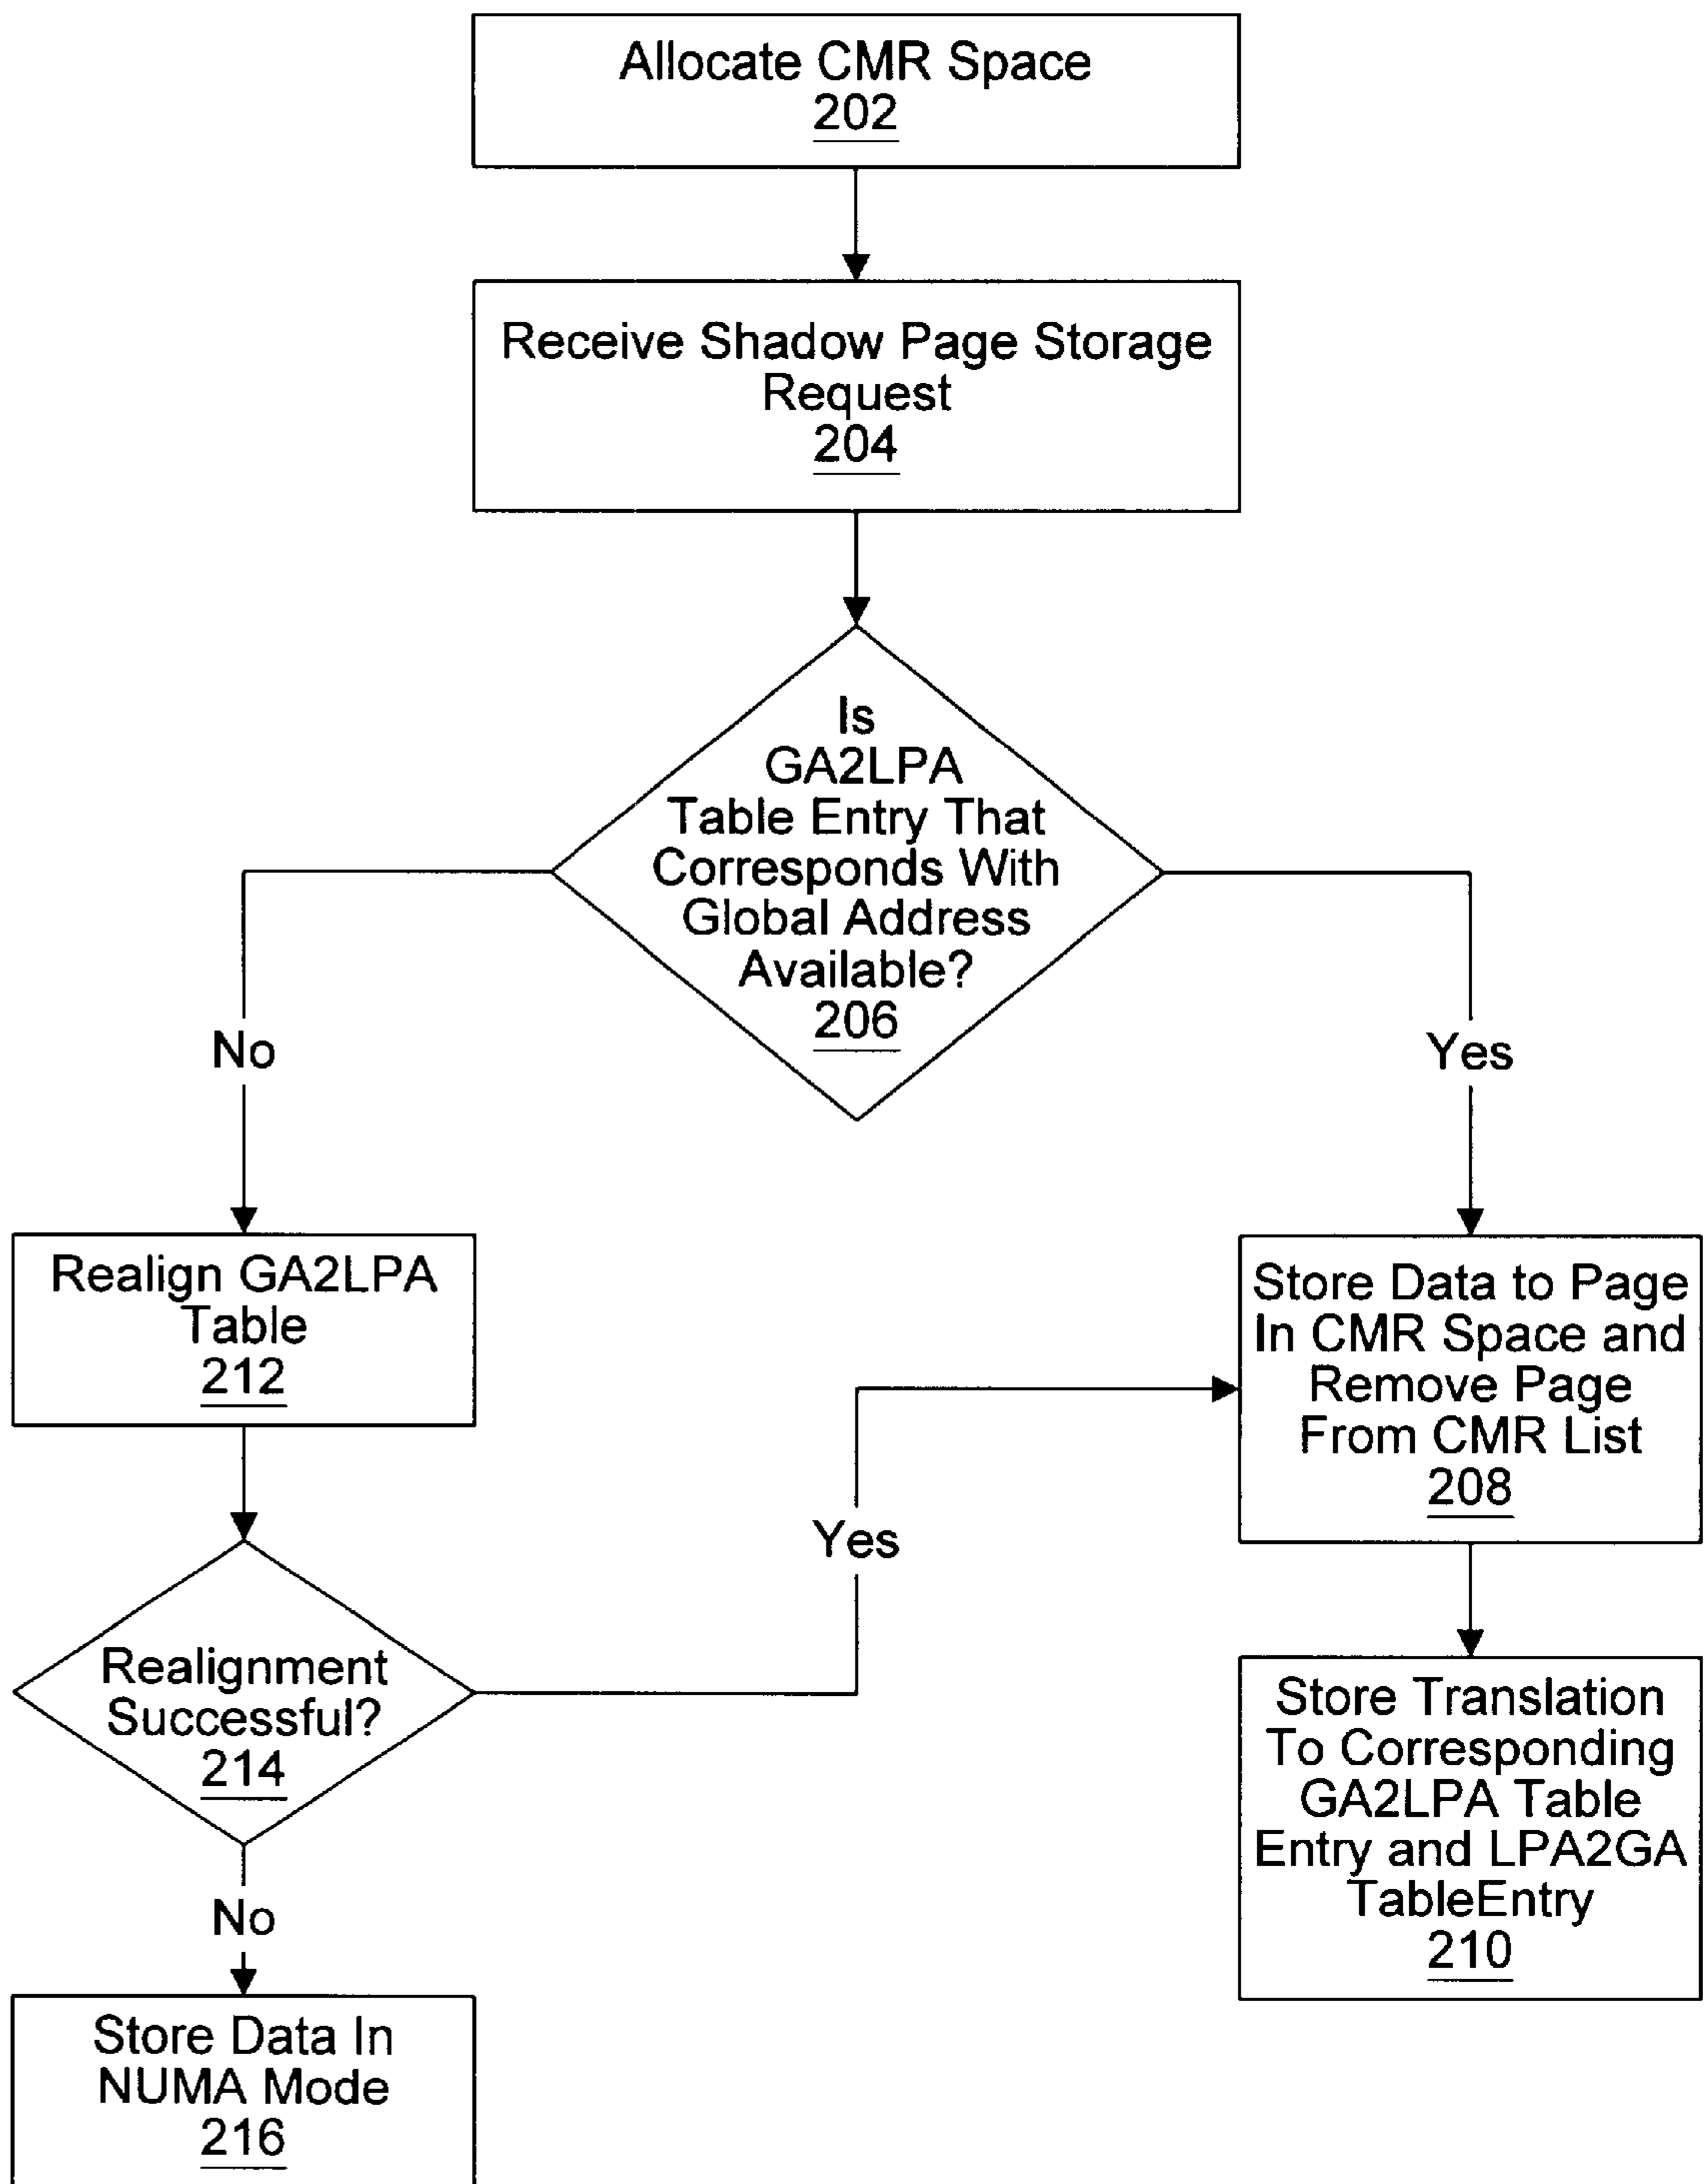 Allocate CMR Space
202
Receive Shadow Page Storage
Request
204
Is
GA2LPA
Table Entry That
Corresponds With
Global Address
Available?
206
No
Yes
Realign GA2LPA
Table
212
Store Data to Page
In CMR Space and
Remove Page
From CMR List
208
Yes
Realignment
Successful?
214
Store Translation
To Corresponding
GA2LPA Table
Entry and LPA2GA
TableEntry
210
No
Store Data In
NUMA Mode
216